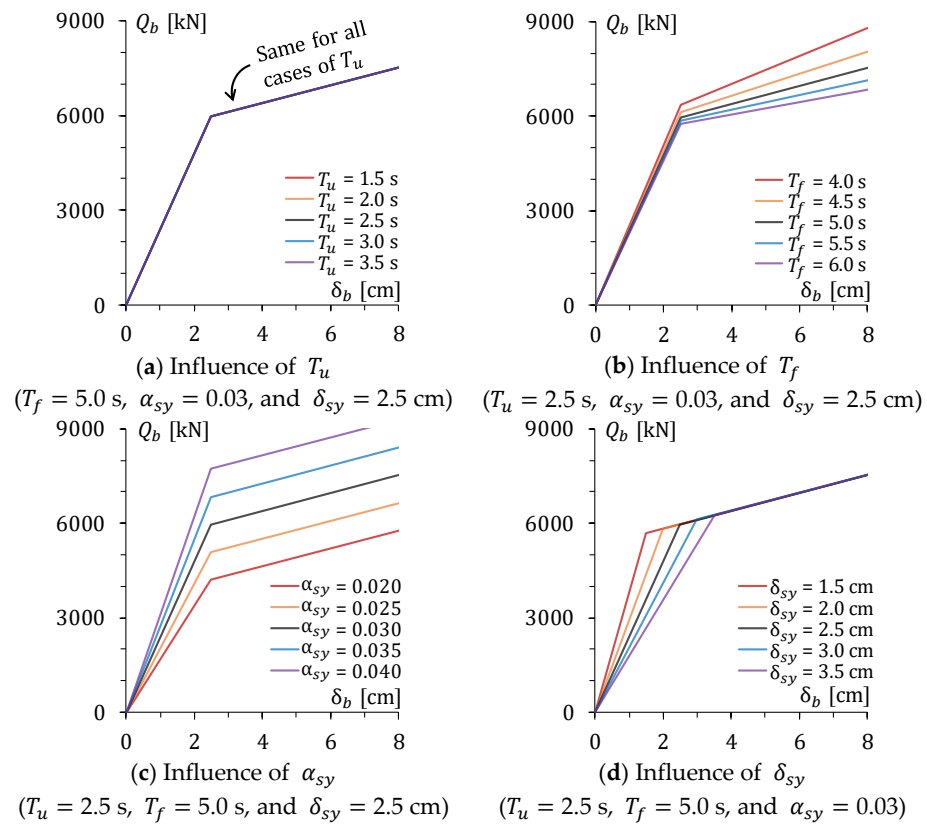 9000
Q_b [kN]
Same for all
cases of T_u
6000
T_u = 1.5 s
T_u = 2.0 s
T_u = 2.5 s
T_u = 3.0 s
T_u = 3.5 s
3000
δ_b [cm]
0
0 2 4 6 8
(a) Influence of T_u
(T_f = 5.0 s, α_sy = 0.03, and δ_sy = 2.5 cm)
9000
Q_b [kN]
6000
T_f = 4.0 s
T_f = 4.5 s
T_f = 5.0 s
T_f = 5.5 s
T_f = 6.0 s
3000
δ_b [cm]
0
0 2 4 6 8
(b) Influence of T_f
(T_u = 2.5 s, α_sy = 0.03, and δ_sy = 2.5 cm)
9000
Q_b [kN]
6000
α_sy = 0.020
α_sy = 0.025
α_sy = 0.030
α_sy = 0.035
α_sy = 0.040
3000
δ_b [cm]
0
0 2 4 6 8
(c) Influence of α_sy
(T_u = 2.5 s, T_f = 5.0 s, and δ_sy = 2.5 cm)
9000
Q_b [kN]
6000
δ_sy = 1.5 cm
δ_sy = 2.0 cm
δ_sy = 2.5 cm
δ_sy = 3.0 cm
δ_sy = 3.5 cm
3000
δ_b [cm]
0
0 2 4 6 8
(d) Influence of δ_sy
(T_u = 2.5 s, T_f = 5.0 s, and α_sy = 0.03)